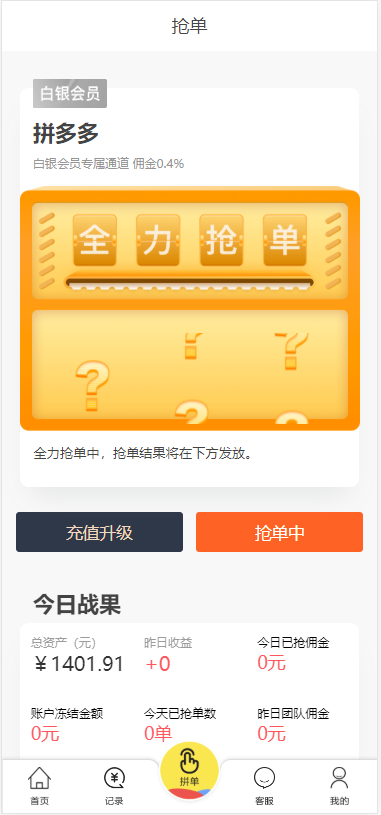 抢单
白银会员
拼多多
白银会员专属通道 佣金0.4%
全力抢单
? ? ?
? ? ?
全力抢单中，抢单结果将在下方发放。
充值升级 抢单中
今日战果
总资产（元） 昨日收益 今日已抢佣金
￥1401.91 +0 0元
账户冻结金额 今天已抢单数 昨日团队佣金
0元 0单 0元
首页 记录 拼单 客服 我的